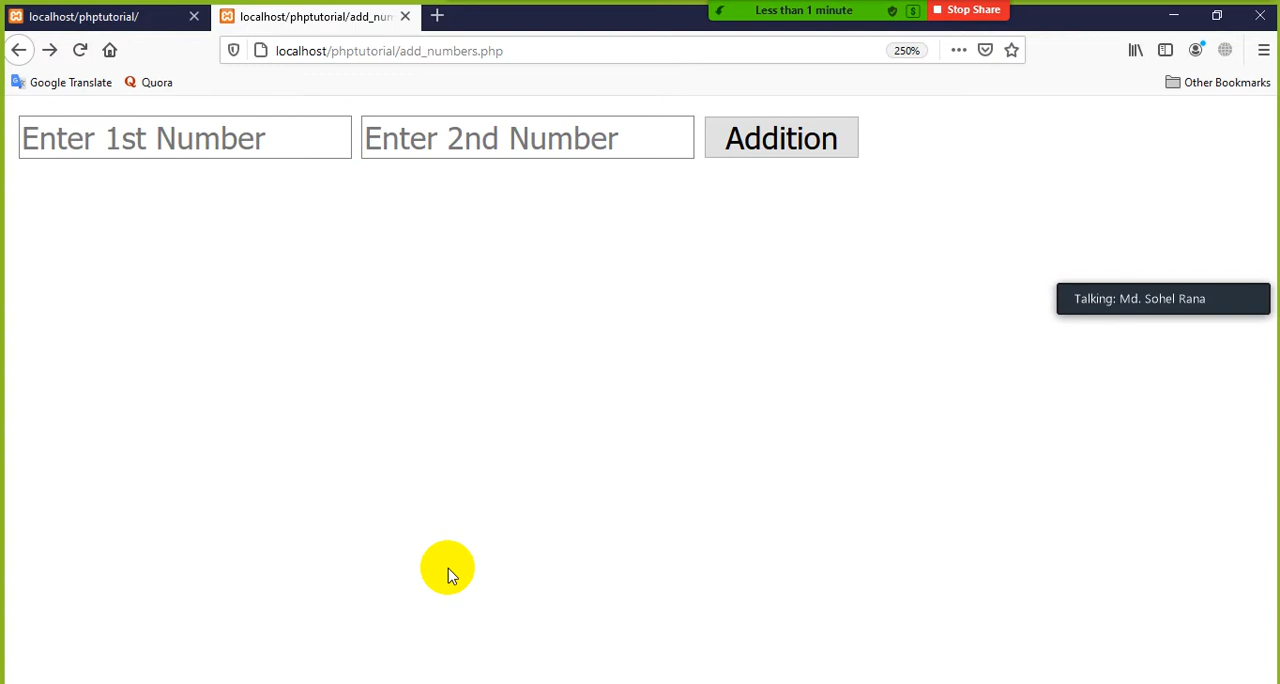 localhost/phptutorial/
localhost/phptutorial/add_num
Less than 1 minute
Stop Share
localhost/phptutorial/add_numbers.php
250%
Google Translate
Quora
Other Bookmarks
Enter 1st Number
Enter 2nd Number
Addition
Talking: Md. Sohel Rana